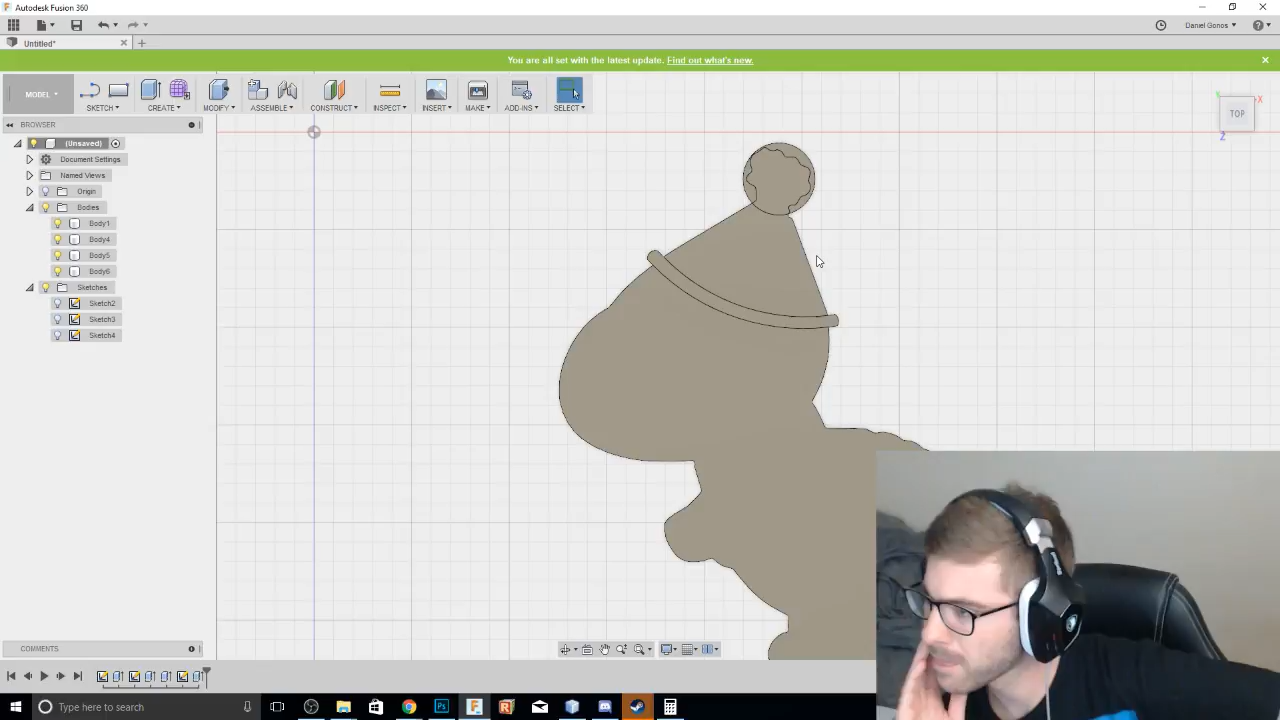 Autodesk Fusion 360
Daniel Gonos
Untitled*
You are all set with the latest update. Find out what's new.
MODEL
SKETCH
CREATE
MODIFY
ASSEMBLE
CONSTRUCT
INSPECT
INSERT
MAKE
ADD-INS
SELECT
TOP
X
Z
BROWSER
(Unsaved)
Document Settings
Named Views
Origin
Bodies
Body1
Body4
Body5
Body6
Sketches
Sketch2
Sketch3
Sketch4
COMMENTS
Type here to search